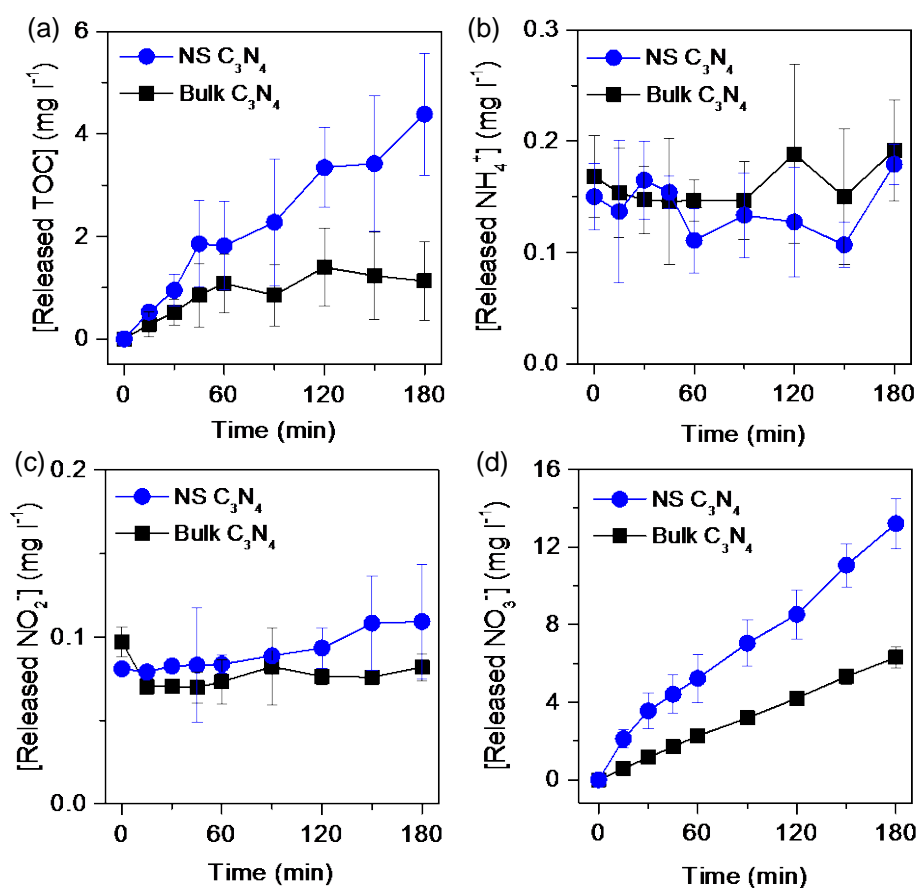 (a)
NS C₃N₄
Bulk C₃N₄
[Released TOC] (mg l⁻¹)
6
4
2
0
0 60 120 180
Time (min)
(b)
NS C₃N₄
Bulk C₃N₄
[Released NH₄⁺] (mg l⁻¹)
0.3
0.2
0.1
0.0
0 60 120 180
Time (min)
(c)
NS C₃N₄
Bulk C₃N₄
[Released NO₂⁻] (mg l⁻¹)
0.2
0.1
0.0
0 60 120 180
Time (min)
(d)
NS C₃N₄
Bulk C₃N₄
[Released NO₃⁻] (mg l⁻¹)
16
12
8
4
0
0 60 120 180
Time (min)